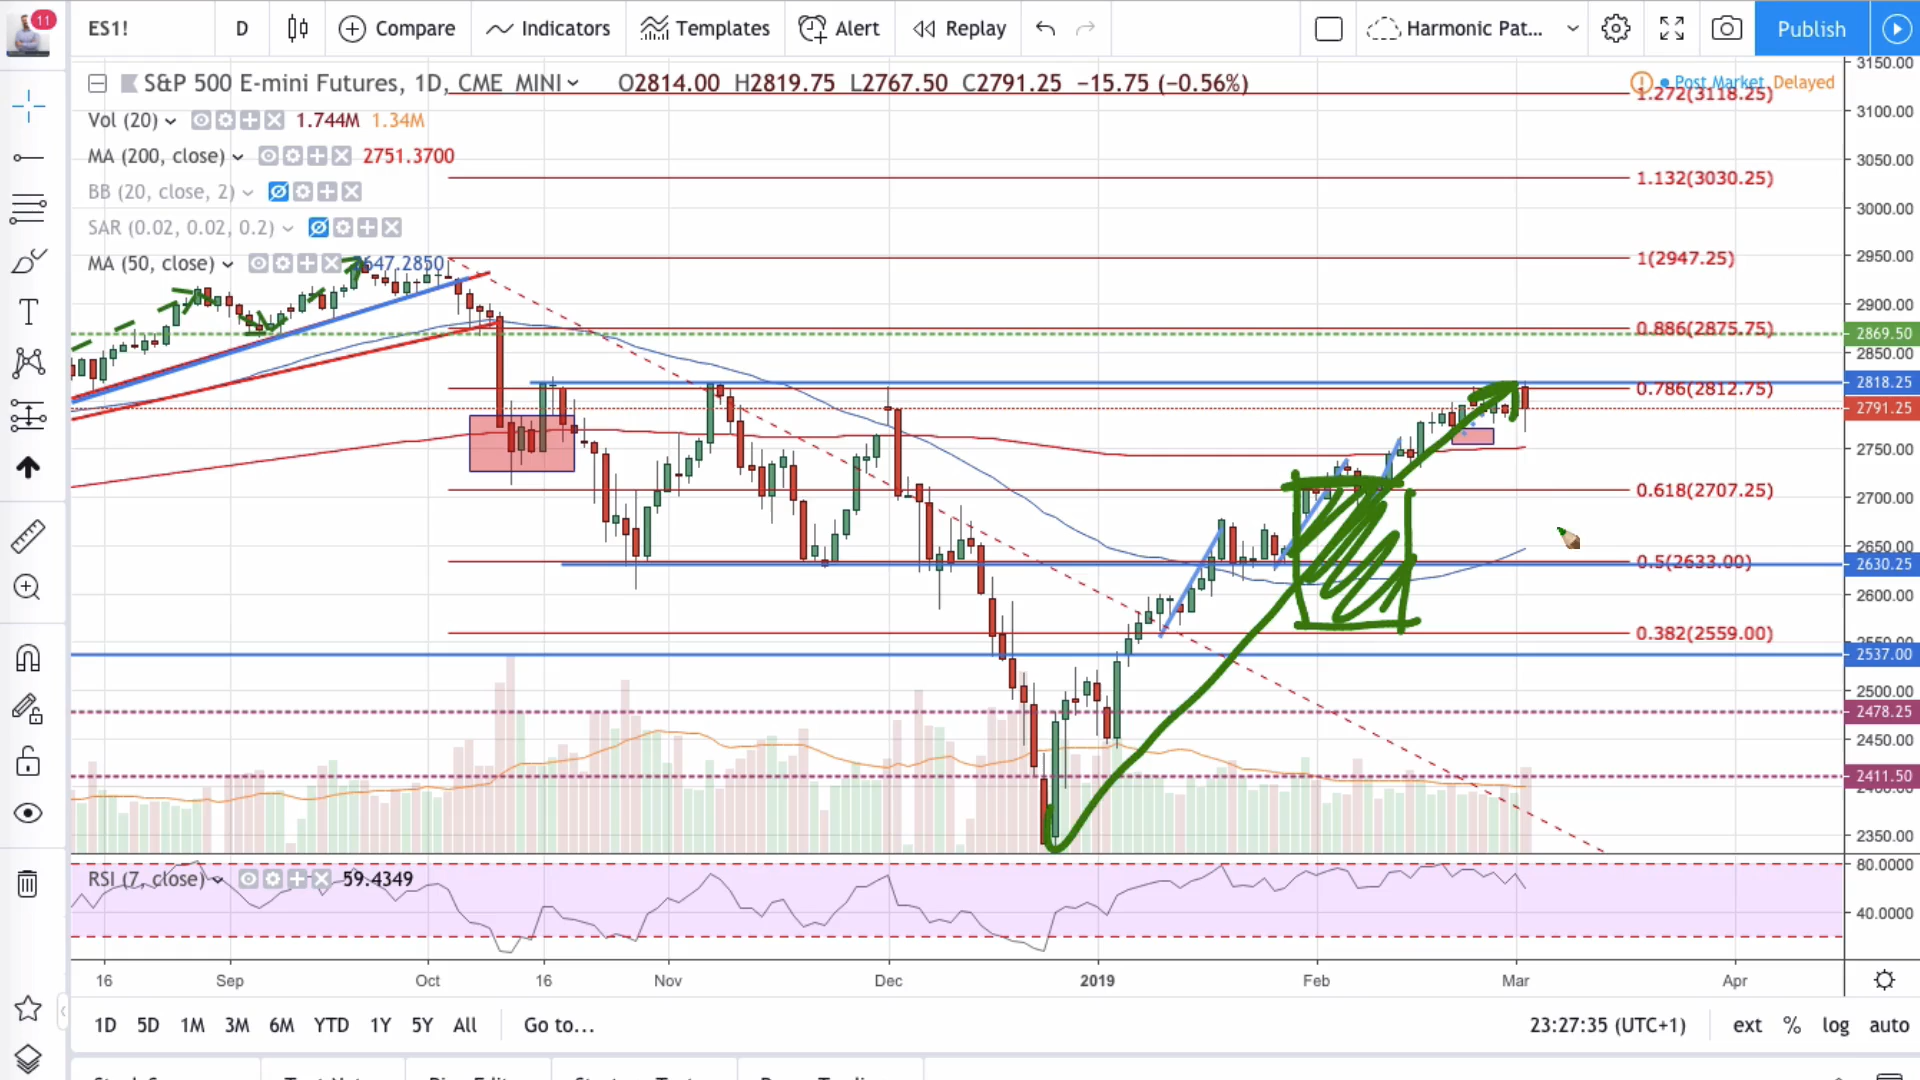 11
ES1!
D
Compare
Indicators
Templates
Alert
Replay
Harmonic Pat...
Publish
S&P 500 E-mini Futures, 1D, CME_MINI O2814.00 H2819.75 L2767.50 C2791.25 −15.75 (−0.56%)
Post Market Delayed
Vol (20) 1.744M 1.34M
MA (200, close) 2751.3700
BB (20, close, 2)
SAR (0.02, 0.02, 0.2)
MA (50, close) 2647.2850
1.272(3118.25)
1.132(3030.25)
1(2947.25)
0.886(2875.75)
0.786(2812.75)
0.618(2707.25)
0.5(2633.00)
0.382(2559.00)
3150.00
3100.00
3050.00
3000.00
2950.00
2900.00
2869.50
2850.00
2818.25
2791.25
2750.00
2700.00
2650.00
2630.25
2600.00
2550.00
2537.00
2500.00
2478.25
2450.00
2411.50
2400.00
2350.00
RSI (7, close) 59.4349
80.0000
40.0000
16 Sep Oct 16 Nov Dec 2019 Feb Mar Apr
1D 5D 1M 3M 6M YTD 1Y 5Y All Go to...
23:27:35 (UTC+1) ext % log auto